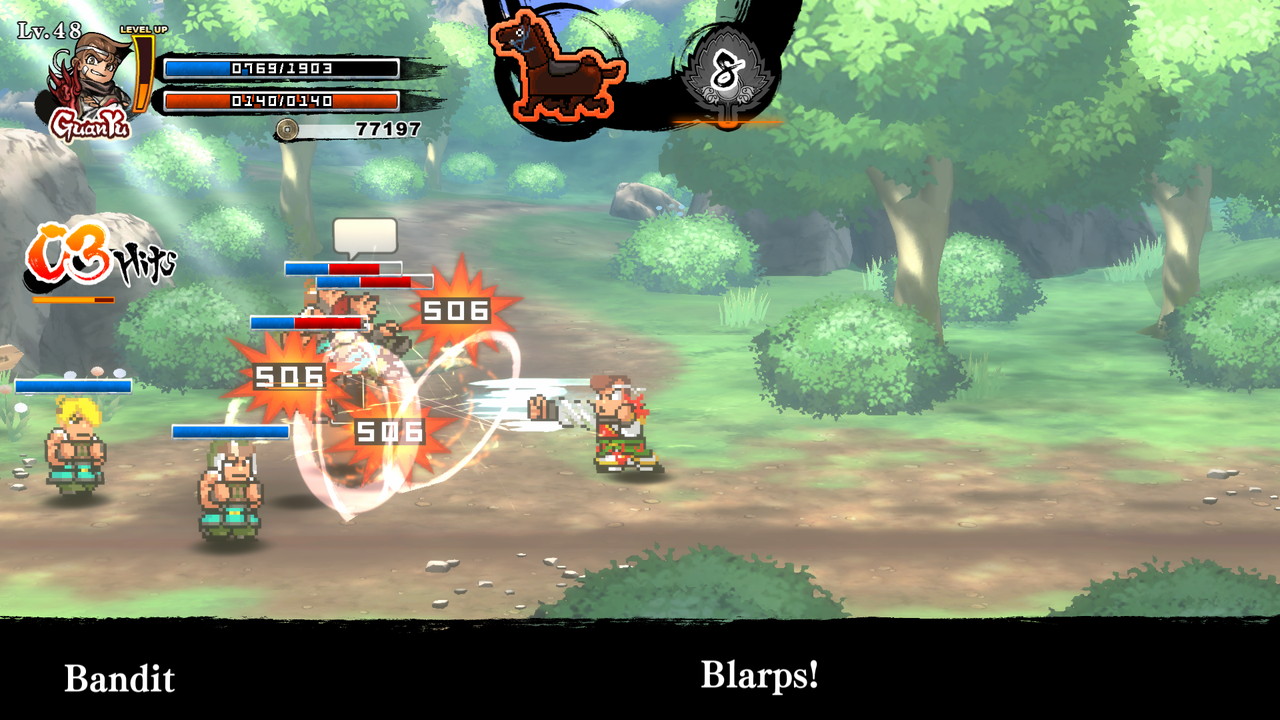 Lv.48
LEVEL UP
0769/1903
0140/0140
GuanYu
77197
8
03 Hits
506
506
506
Bandit
Blarps!